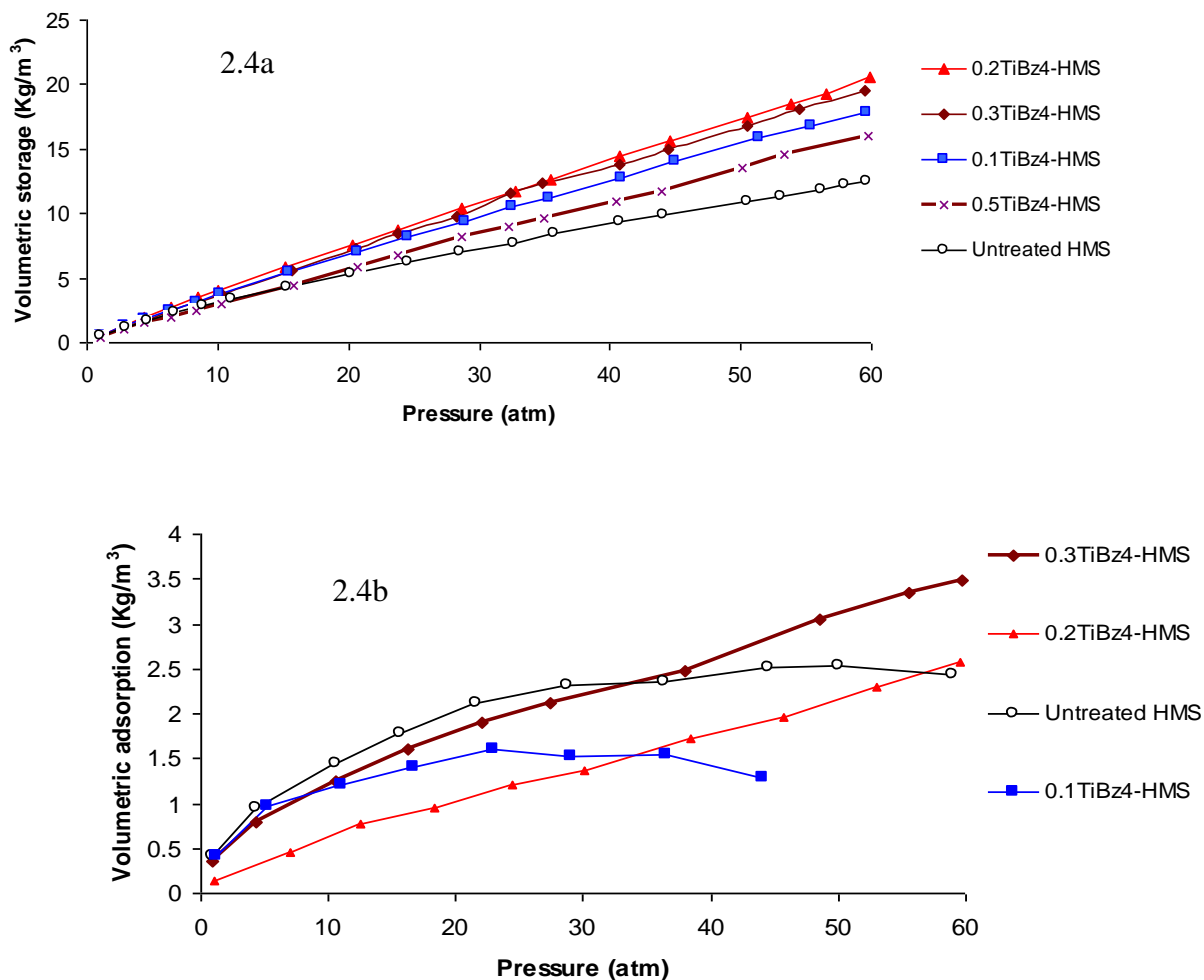 2.4a
Volumetric storage (Kg/m3)
25
20
15
10
5
0
0 10 20 30 40 50 60
Pressure (atm)
0.2TiBz4-HMS
0.3TiBz4-HMS
0.1TiBz4-HMS
0.5TiBz4-HMS
Untreated HMS
2.4b
Volumetric adsorption (Kg/m3)
4
3.5
3
2.5
2
1.5
1
0.5
0
0 10 20 30 40 50 60
Pressure (atm)
0.3TiBz4-HMS
0.2TiBz4-HMS
Untreated HMS
0.1TiBz4-HMS